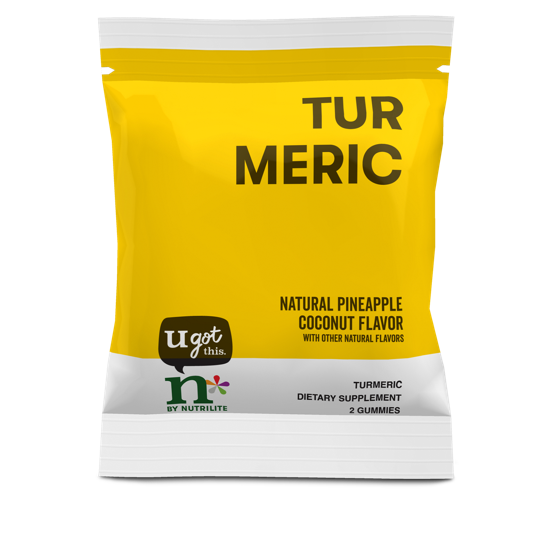 TUR
MERIC
NATURAL PINEAPPLE
COCONUT FLAVOR
WITH OTHER NATURAL FLAVORS
u got
this.
n*
BY NUTRILITE
TURMERIC
DIETARY SUPPLEMENT
2 GUMMIES